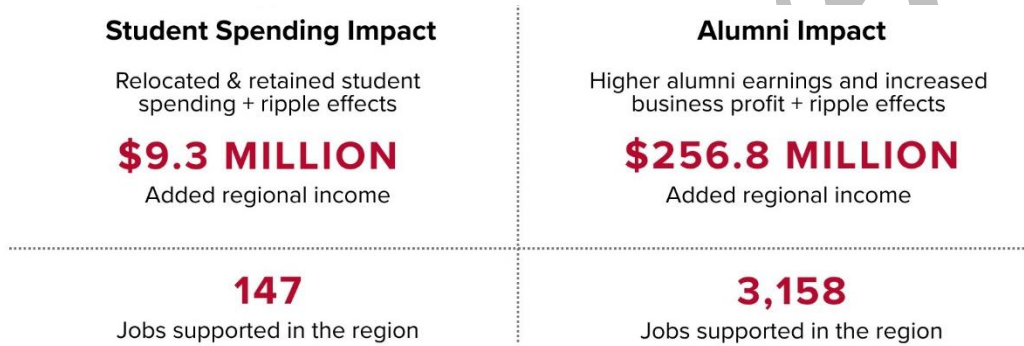 Student Spending Impact
Relocated & retained student
spending + ripple effects
$9.3 MILLION
Added regional income
147
Jobs supported in the region
Alumni Impact
Higher alumni earnings and increased
business profit + ripple effects
$256.8 MILLION
Added regional income
3,158
Jobs supported in the region